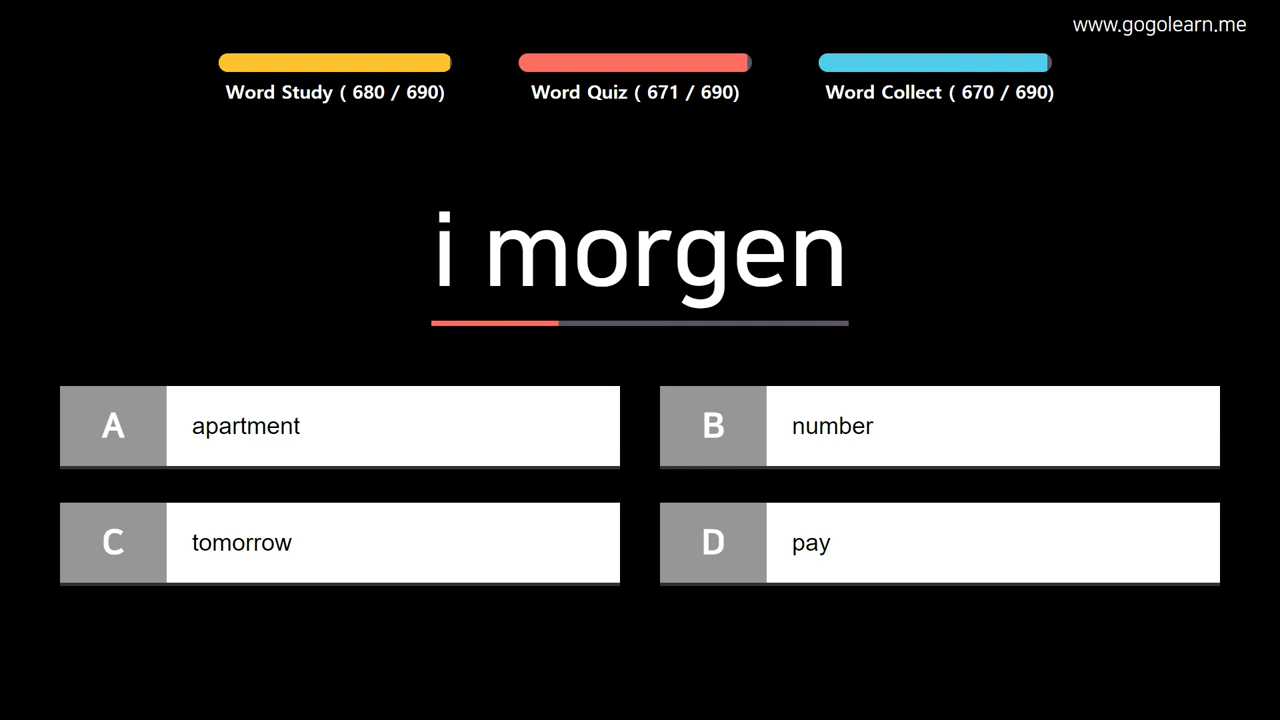 www.gogolearn.me
Word Study ( 680 / 690)
Word Quiz ( 671 / 690)
Word Collect ( 670 / 690)
i morgen
A apartment
B number
C tomorrow
D pay